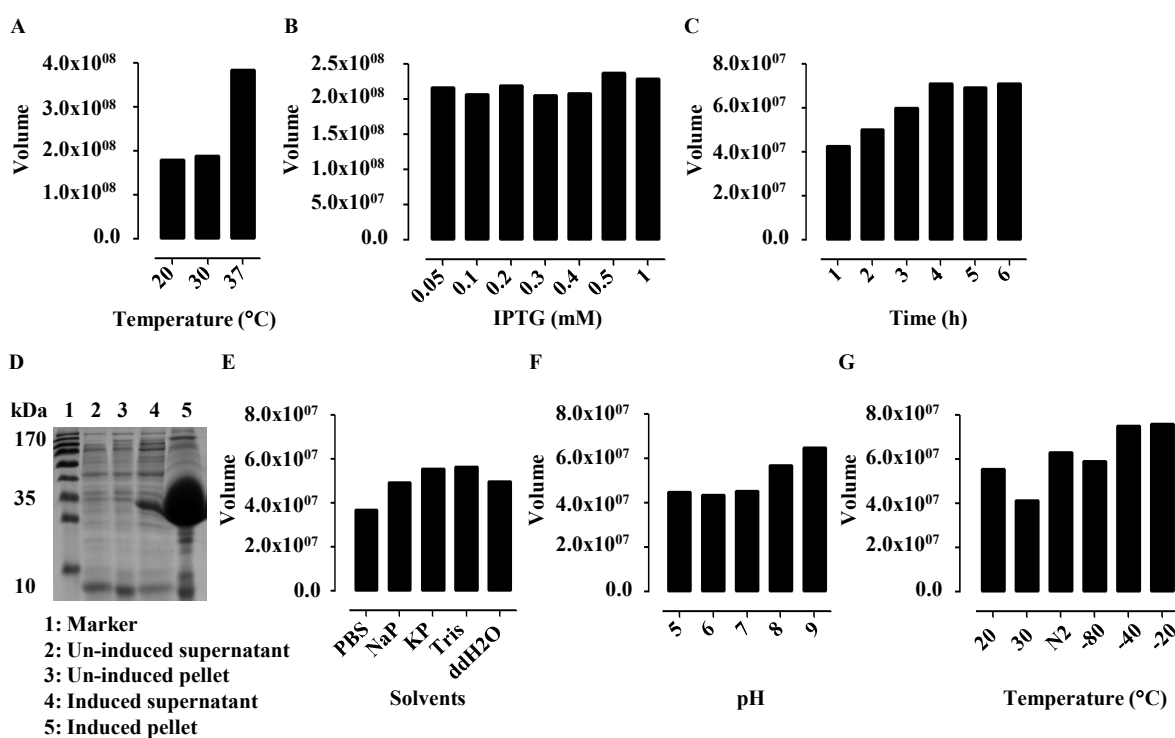 A
Volume
4.0x10⁰⁸
3.0x10⁰⁸
2.0x10⁰⁸
1.0x10⁰⁸
0.0
20 30 37
Temperature (°C)
B
Volume
2.5x10⁰⁸
2.0x10⁰⁸
1.5x10⁰⁸
2.0x10⁰⁸
5.0x10⁰⁷
0.0
0.05 0.1 0.2 0.3 0.4 0.5 1
IPTG (mM)
C
Volume
8.0x10⁰⁷
6.0x10⁰⁷
4.0x10⁰⁷
2.0x10⁰⁷
0.0
1 2 3 4 5 6
Time (h)
D
kDa 1 2 3 4 5
170
35
10
1: Marker
2: Un-induced supernatant
3: Un-induced pellet
4: Induced supernatant
5: Induced pellet
E
Volume
8.0x10⁰⁷
6.0x10⁰⁷
4.0x10⁰⁷
2.0x10⁰⁷
0.0
PBS NaP KP Tris ddH2O
Solvents
F
Volume
8.0x10⁰⁷
6.0x10⁰⁷
4.0x10⁰⁷
2.0x10⁰⁷
0.0
5 6 7 8 9
pH
G
Volume
8.0x10⁰⁷
6.0x10⁰⁷
4.0x10⁰⁷
2.0x10⁰⁷
0.0
20 30 N2 -80 -40 -20
Temperature (°C)